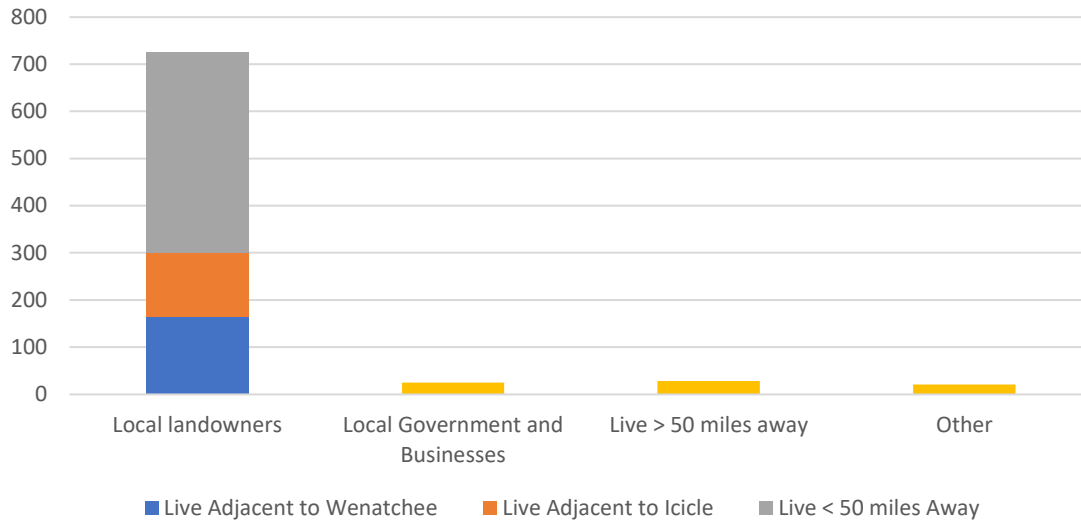 800
700
600
500
400
300
200
100
0
Local landowners
Local Government and
Businesses
Live > 50 miles away
Other
Live Adjacent to Wenatchee
Live Adjacent to Icicle
Live < 50 miles Away